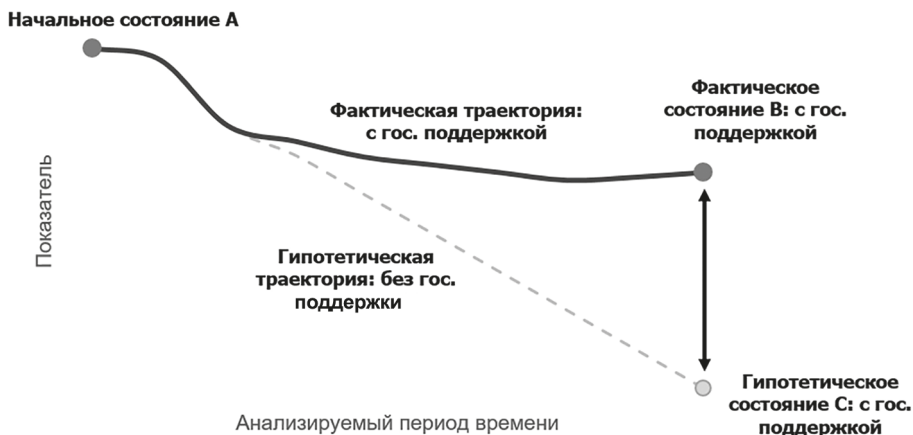 Начальное состояние А
Фактическая траектория:
с гос. поддержкой
Фактическое
состояние В: с гос.
поддержкой
Показатель
Гипотетическая
траектория: без гос.
поддержки
Гипотетическое
состояние С: с гос.
поддержкой
Анализируемый период времени